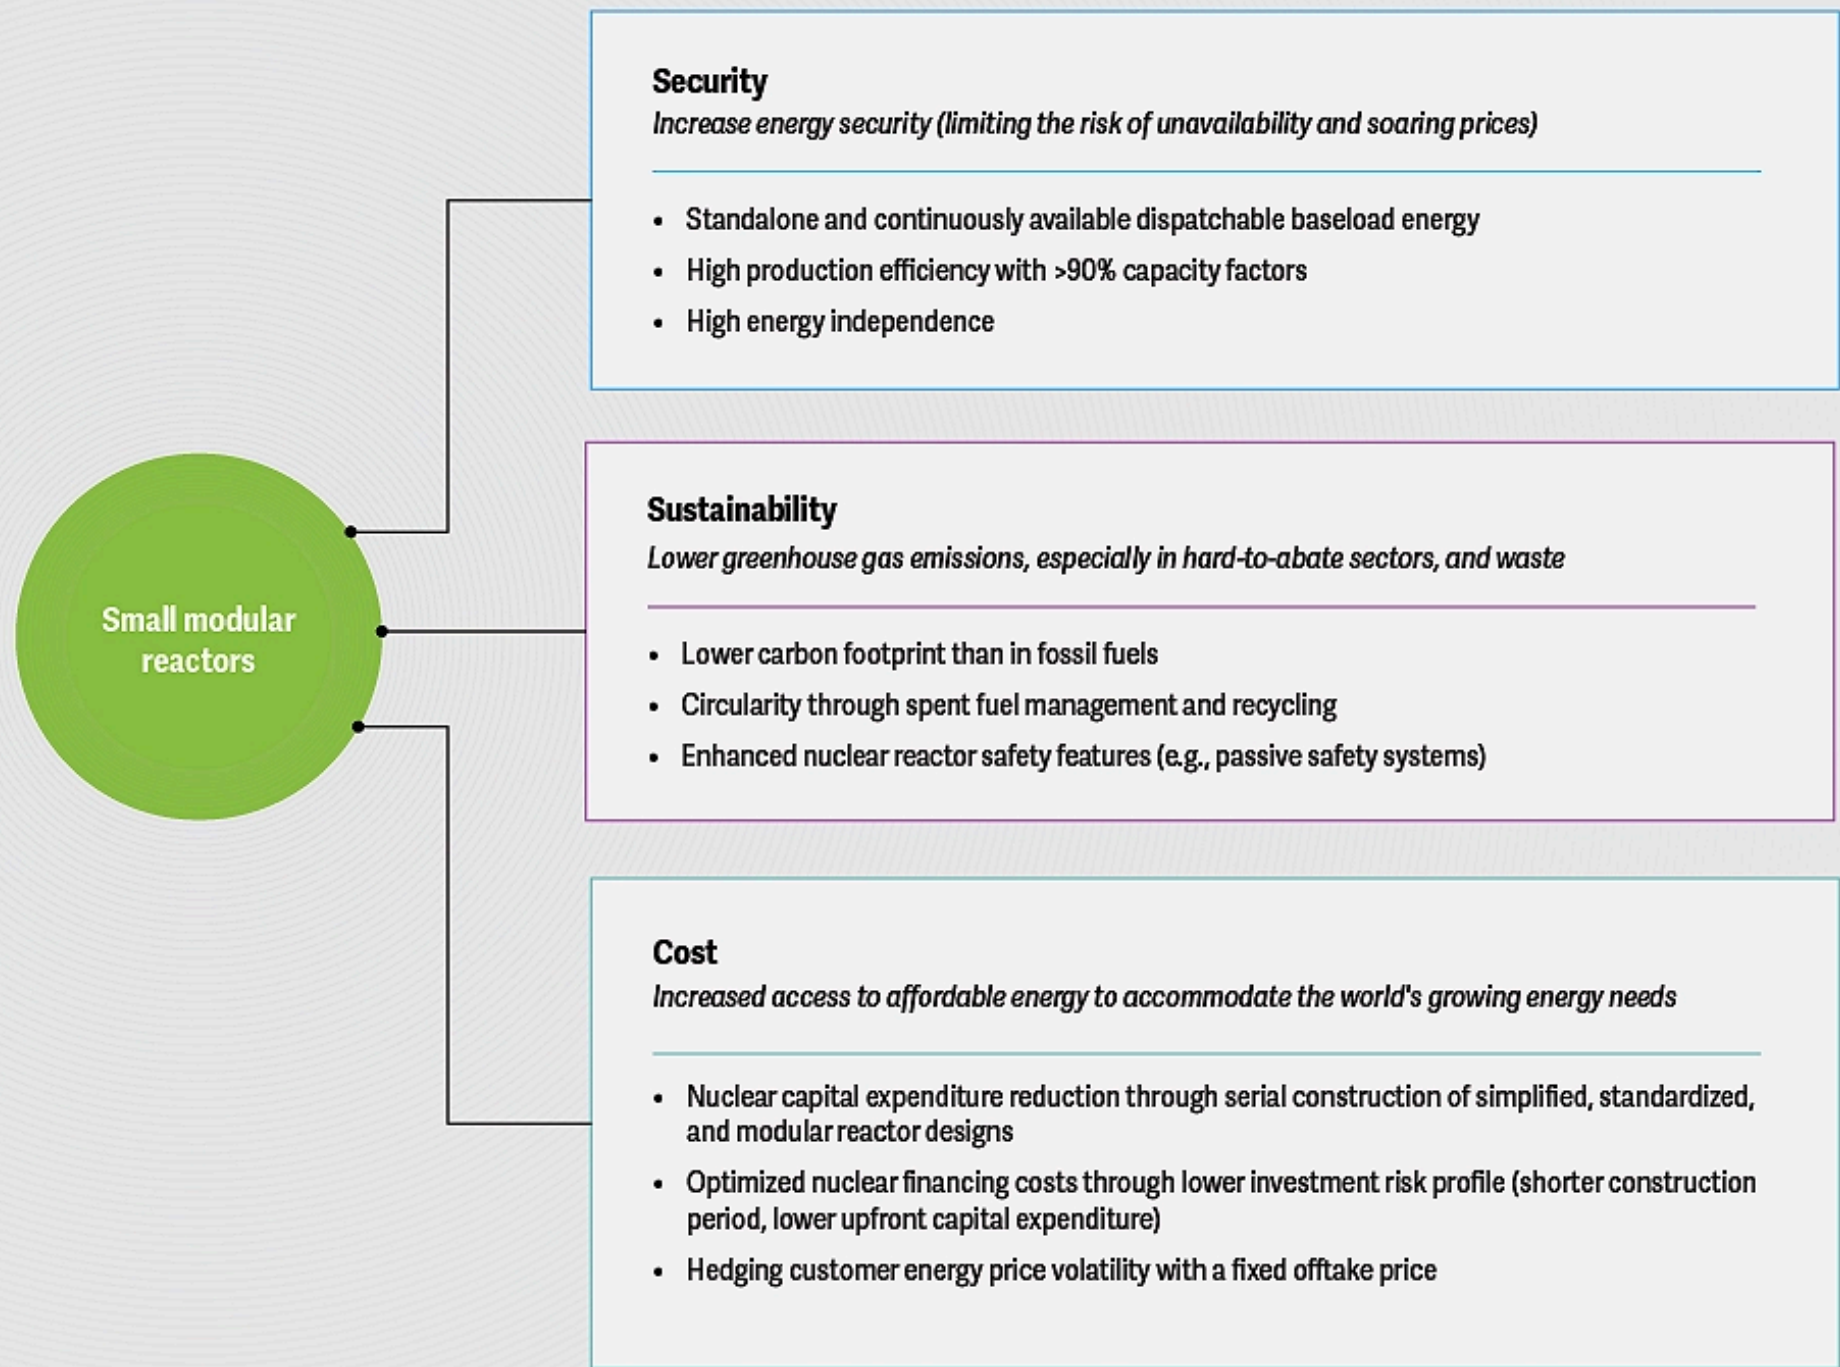 Security
Increase energy security (limiting the risk of unavailability and soaring prices)
• Standalone and continuously available dispatchable baseload energy
• High production efficiency with >90% capacity factors
• High energy independence
Small modular
reactors
Sustainability
Lower greenhouse gas emissions, especially in hard-to-abate sectors, and waste
• Lower carbon footprint than in fossil fuels
• Circularity through spent fuel management and recycling
• Enhanced nuclear reactor safety features (e.g., passive safety systems)
Cost
Increased access to affordable energy to accommodate the world's growing energy needs
• Nuclear capital expenditure reduction through serial construction of simplified, standardized,
and modular reactor designs
• Optimized nuclear financing costs through lower investment risk profile (shorter construction
period, lower upfront capital expenditure)
• Hedging customer energy price volatility with a fixed offtake price